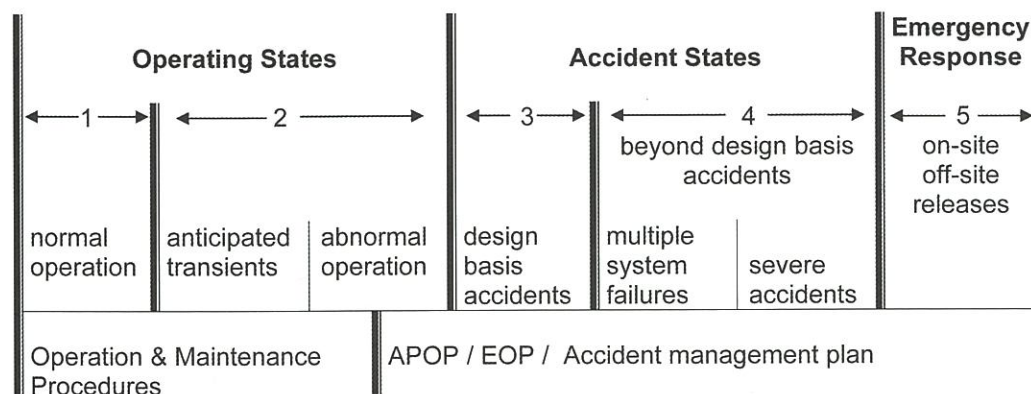 Operating States
Accident States
Emergency
Response
1
2
3
4
5
beyond design basis
accidents
on-site
off-site
releases
normal
operation
anticipated
transients
abnormal
operation
design
basis
accidents
multiple
system
failures
severe
accidents
Operation & Maintenance
Procedures
APOP / EOP / Accident management plan